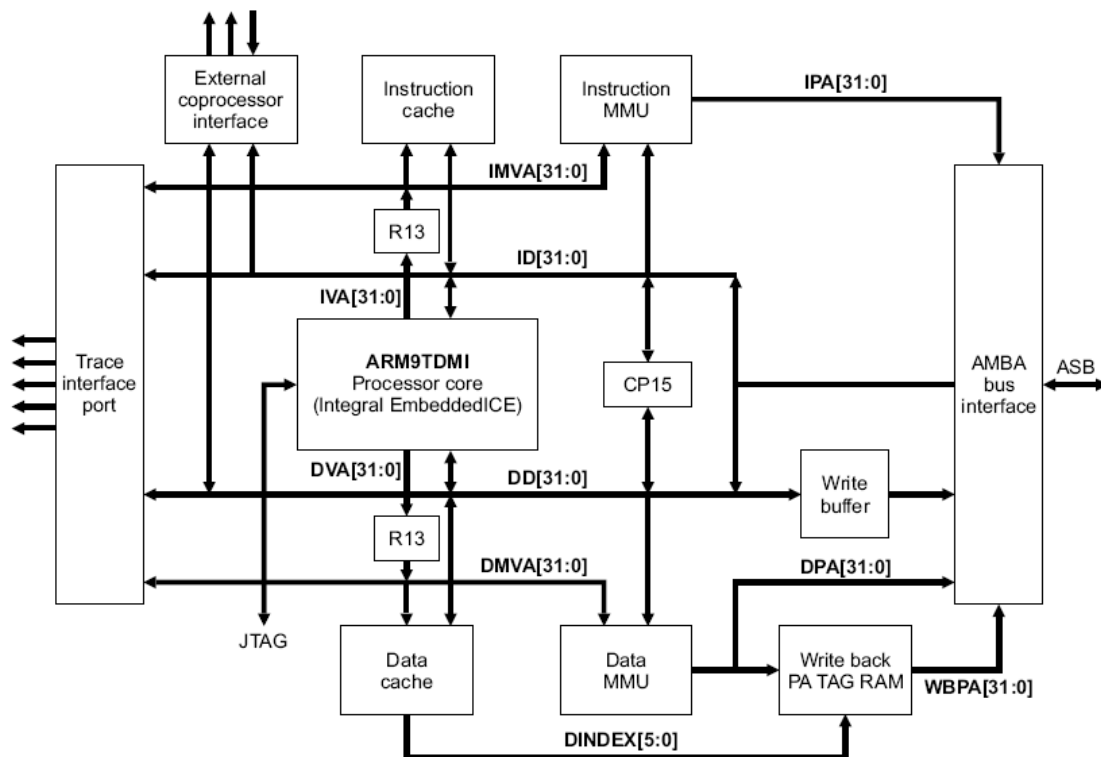 External
coprocessor
interface
Instruction
cache
Instruction
MMU
IPA[31:0]
IMVA[31:0]
R13
ID[31:0]
IVA[31:0]
Trace
interface
port
ARM9TDMI
Processor core
(Integral EmbeddedICE)
CP15
AMBA
bus
interface
ASB
DVA[31:0]
DD[31:0]
Write
buffer
R13
DMVA[31:0]
DPA[31:0]
JTAG
Data
cache
Data
MMU
Write back
PA TAG RAM
WBPA[31:0]
DINDEX[5:0]